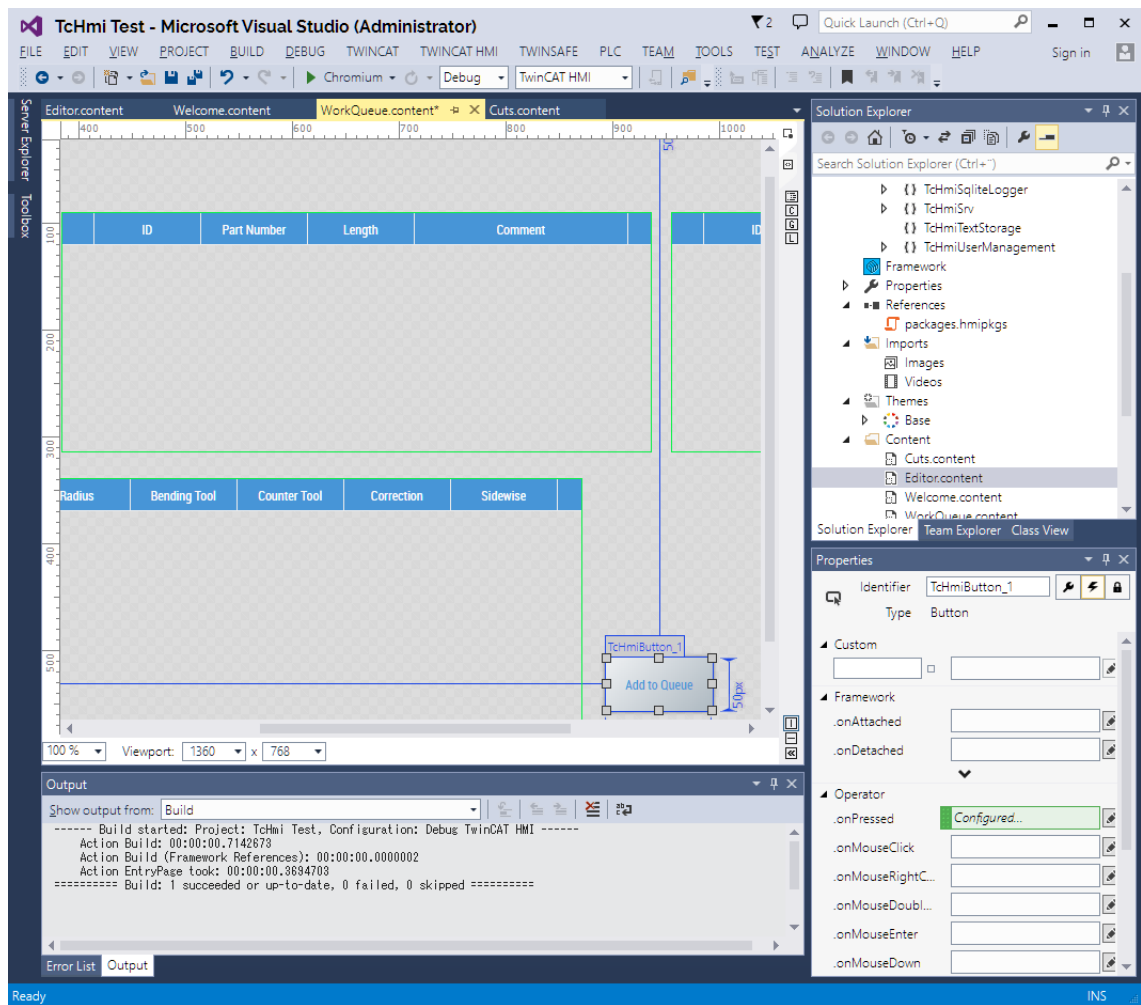 TcHmi Test - Microsoft Visual Studio (Administrator)
2
Quick Launch (Ctrl+Q)
FILE EDIT VIEW PROJECT BUILD DEBUG TWINCAT TWINCAT HMI TWINSAFE PLC TEAM TOOLS TEST ANALYZE WINDOW HELP Sign in
Chromium Debug TwinCAT HMI
Server Explorer
Toolbox
Editor.content Welcome.content WorkQueue.content* Cuts.content
400 500 600 700 800 900 1000
100
200
300
400
500
50
C
G
L
ID Part Number Length Comment ID
Radius Bending Tool Counter Tool Correction Sidewise
TcHmiButton_1
Add to Queue
50px
100 % Viewport: 1360 x 768
Output
Show output from: Build
------ Build started: Project: TcHmi Test, Configuration: Debug TwinCAT HMI ------
Action Build: 00:00:00.7142673
Action Build (Framework References): 00:00:00.0000002
Action EntryPage took: 00:00:00.3694703
========== Build: 1 succeeded or up-to-date, 0 failed, 0 skipped ==========
Error List Output
Solution Explorer
Search Solution Explorer (Ctrl+¨)
{ } TcHmiSqliteLogger
{ } TcHmiSrv
{ } TcHmiTextStorage
{ } TcHmiUserManagement
Framework
Properties
References
packages.hmipkgs
Imports
Images
Videos
Themes
Base
Content
Cuts.content
Editor.content
Welcome.content
WorkQueue.content
Solution Explorer Team Explorer Class View
Properties
Identifier TcHmiButton_1
Type Button
Custom
Framework
.onAttached
.onDetached
Operator
.onPressed Configured...
.onMouseClick
.onMouseRightC...
.onMouseDoubl...
.onMouseEnter
.onMouseDown
Ready INS